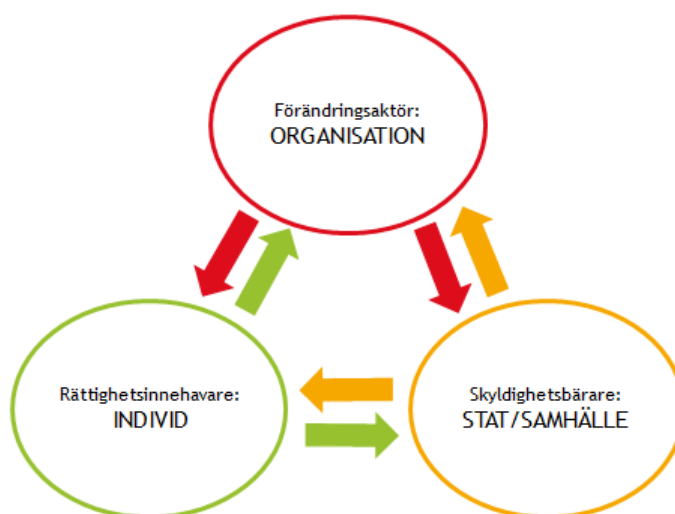 Förändringsaktör:
ORGANISATION
Rättighetsinnehavare:
INDIVID
Skyldighetsbärare:
STAT/SAMHÄLLE